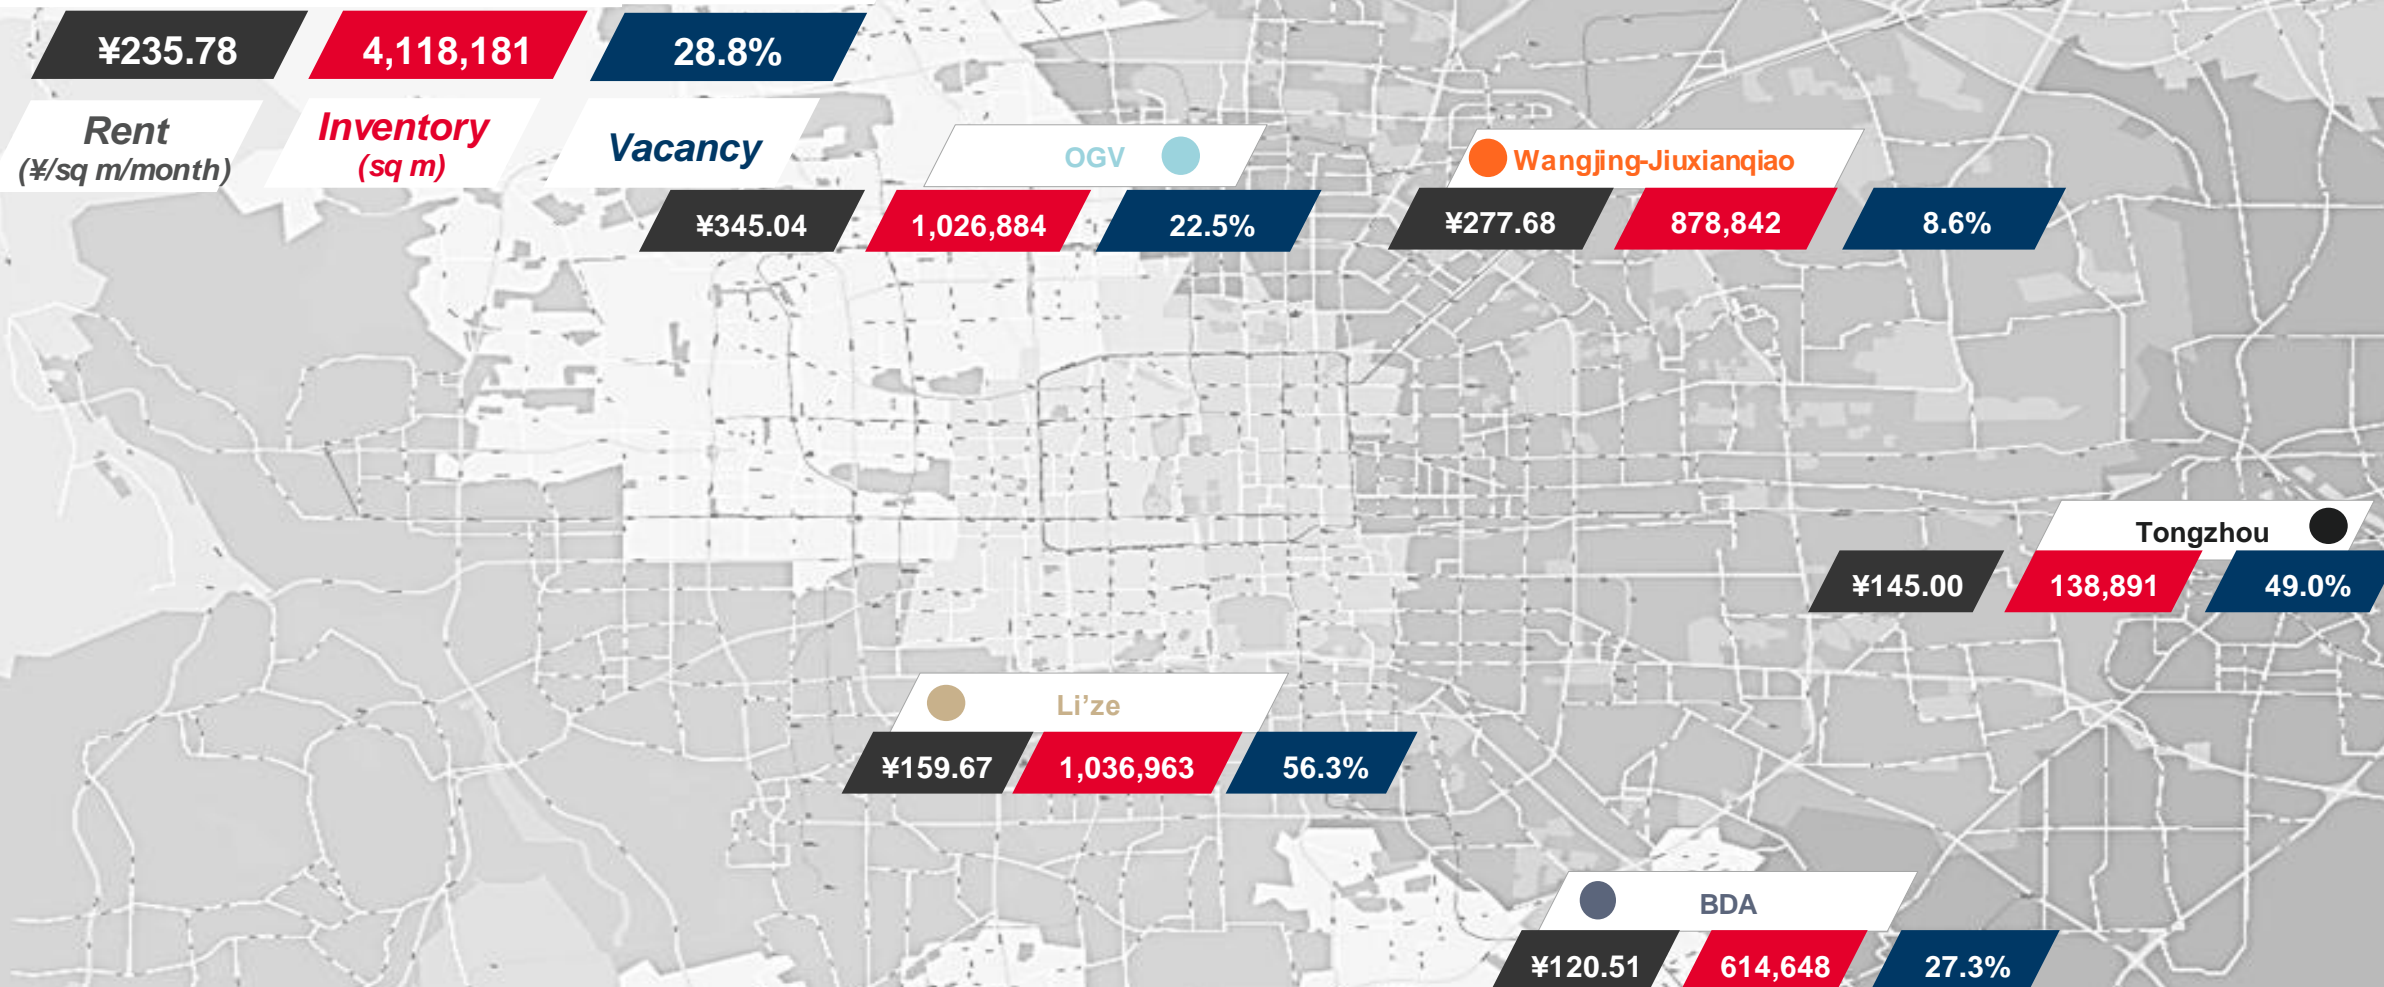 ¥235.78 4,118,181 28.8%
Rent Inventory Vacancy
(¥/sq m/month) (sq m)
OGV
¥345.04 1,026,884 22.5%
Wangjing-Jiuxianqiao
¥277.68 878,842 8.6%
Tongzhou
¥145.00 138,891 49.0%
Li’ze
¥159.67 1,036,963 56.3%
BDA
¥120.51 614,648 27.3%